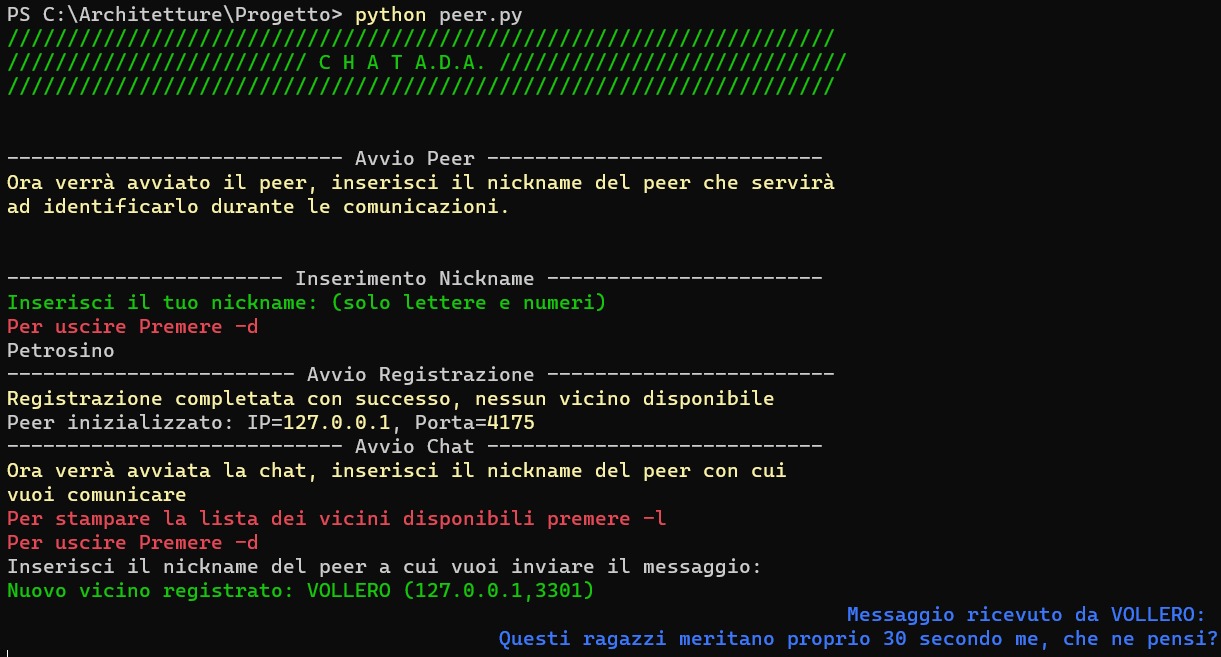 PS C:\Architetture\Progetto> python peer.py
/////////////////////////////////////////////////////////////////////
///////////////////////// C H A T A.D.A. /////////////////////////////
/////////////////////////////////////////////////////////////////////
---------------------------- Avvio Peer ----------------------------
Ora verrà avviato il peer, inserisci il nickname del peer che servirà
ad identificarlo durante le comunicazioni.
----------------------- Inserimento Nickname -----------------------
Inserisci il tuo nickname: (solo lettere e numeri)
Per uscire Premere -d
Petrosino
------------------------ Avvio Registrazione ------------------------
Registrazione completata con successo, nessun vicino disponibile
Peer inizializzato: IP=127.0.0.1, Porta=4175
---------------------------- Avvio Chat ----------------------------
Ora verrà avviata la chat, inserisci il nickname del peer con cui
vuoi comunicare
Per stampare la lista dei vicini disponibili premere -l
Per uscire Premere -d
Inserisci il nickname del peer a cui vuoi inviare il messaggio:
Nuovo vicino registrato: VOLLERO (127.0.0.1,3301)
Messaggio ricevuto da VOLLERO:
Questi ragazzi meritano proprio 30 secondo me, che ne pensi?